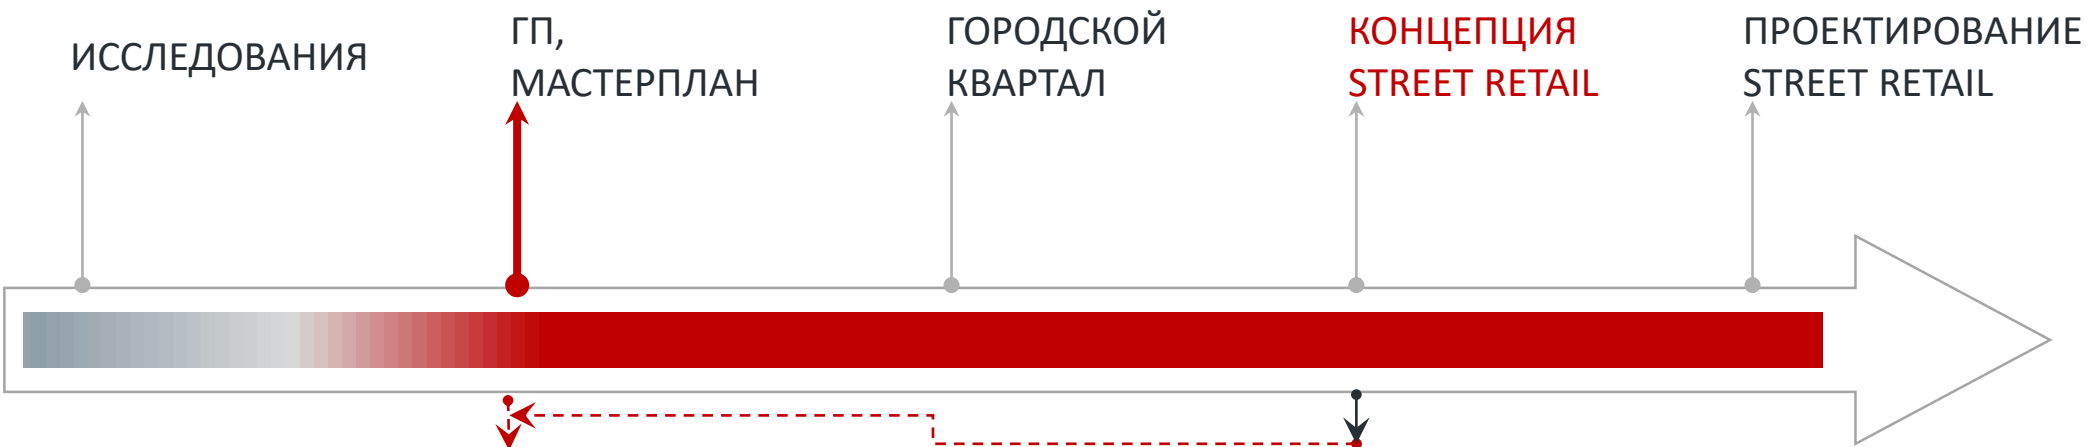 ИССЛЕДОВАНИЯ
ГП,
МАСТЕРПЛАН
ГОРОДСКОЙ
КВАРТАЛ
КОНЦЕПЦИЯ
STREET RETAIL
ПРОЕКТИРОВАНИЕ
STREET RETAIL